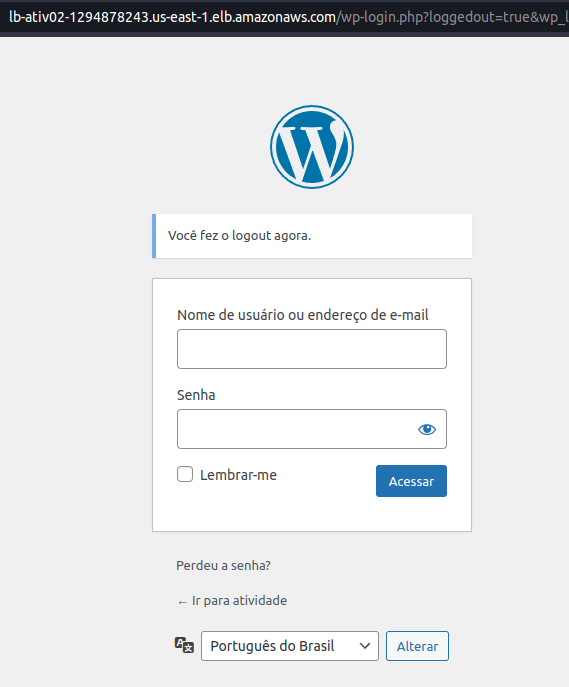 lb-ativ02-1294878243.us-east-1.elb.amazonaws.com/wp-login.php?loggedout=true&wp_l
Você fez o logout agora.
Nome de usuário ou endereço de e-mail
Senha
Lembrar-me
Acessar
Perdeu a senha?
← Ir para atividade
Português do Brasil
Alterar